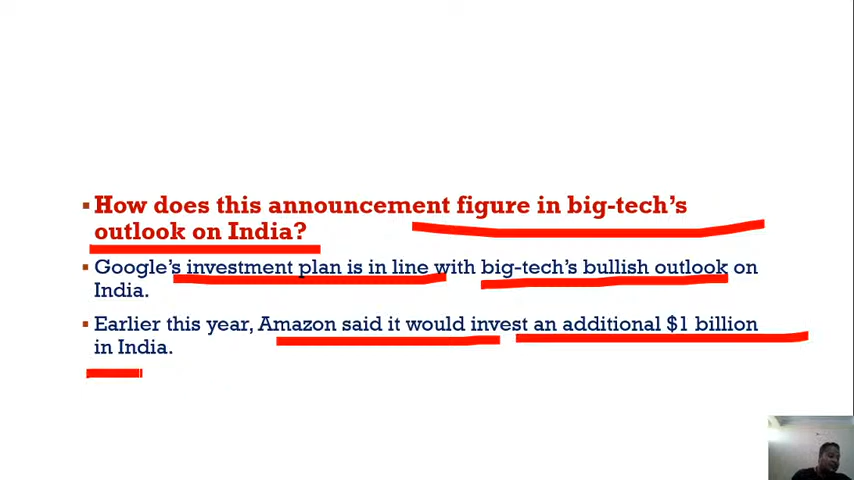 How does this announcement figure in big-tech's
outlook on India?
Google's investment plan is in line with big-tech's bullish outlook on
India.
Earlier this year, Amazon said it would invest an additional $1 billion
in India.